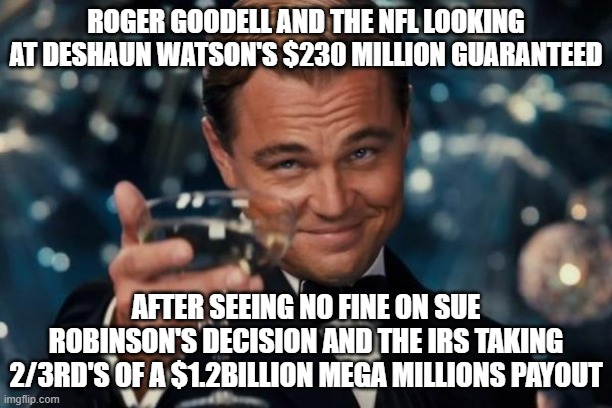 ROGER GOODELL AND THE NFL LOOKING
AT DESHAUN WATSON'S $230 MILLION GUARANTEED
AFTER SEEING NO FINE ON SUE
ROBINSON'S DECISION AND THE IRS TAKING
2/3RD'S OF A $1.2BILLION MEGA MILLIONS PAYOUT
imgflip.com